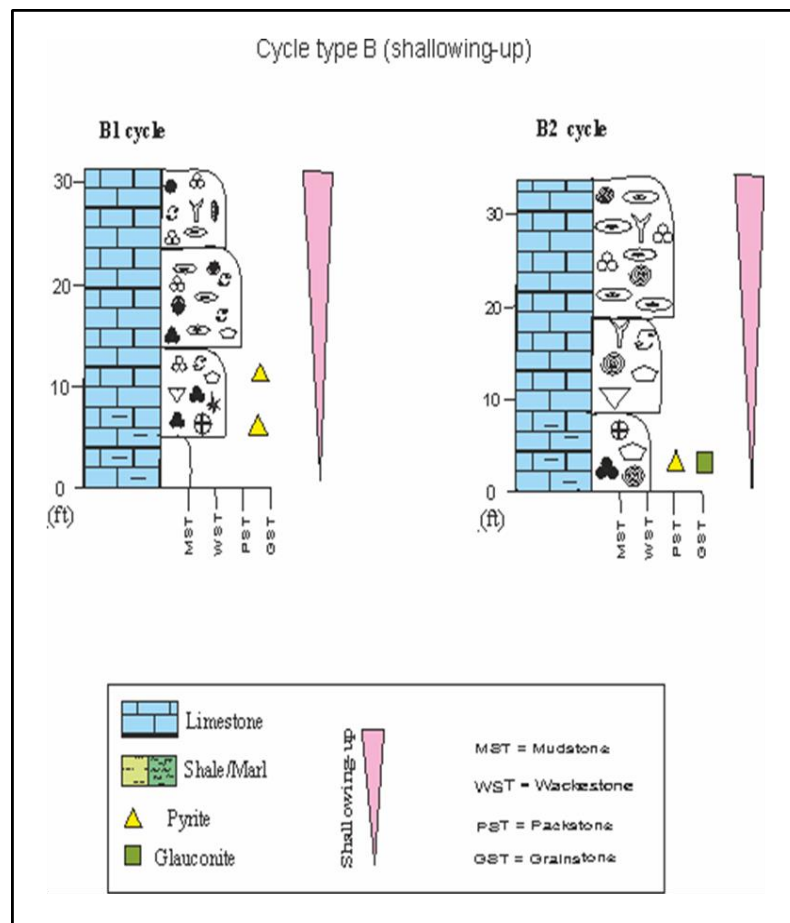 Cycle type B (shallowing-up)
B1 cycle
B2 cycle
30
20
10
0
(ft)
MST
WST
PST
GST
30
20
10
0
(ft)
MST
WST
PST
GST
Limestone
Shale/Marl
Pyrite
Glauconite
Shallowing-up
MST = Mudstone
WST = Wackestone
PST = Packstone
GST = Grainstone